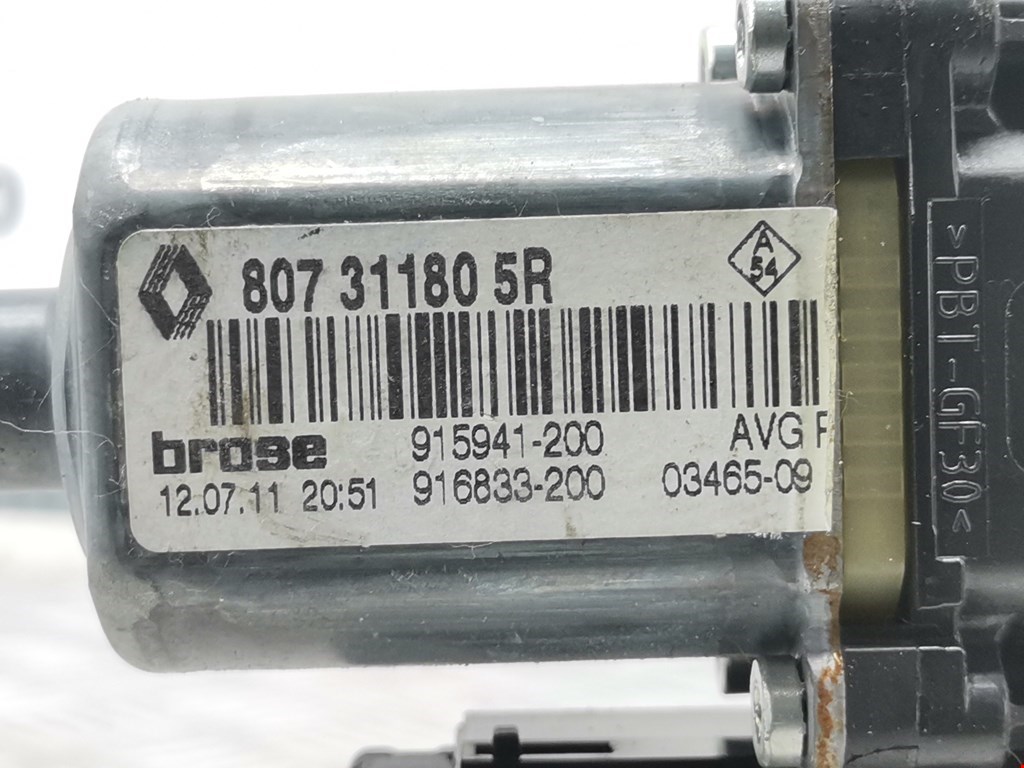 807 31180 5R
A
54
brose
915941-200
AVG
12.07.11 20:51
916833-200
03465-09
>PBT-GF30<